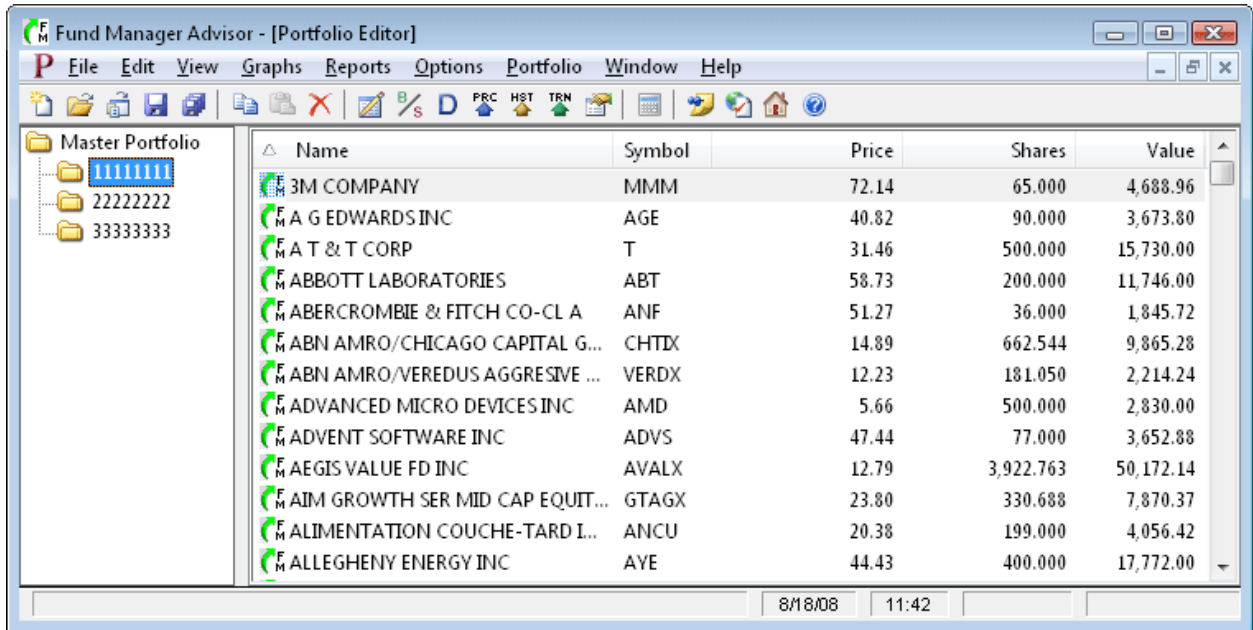 Fund Manager Advisor - [Portfolio Editor]
File Edit View Graphs Reports Options Portfolio Window Help
B/S D PRC HST TRN
Master Portfolio
11111111
22222222
33333333
Name Symbol Price Shares Value
3M COMPANY MMM 72.14 65.000 4,688.96
A G EDWARDS INC AGE 40.82 90.000 3,673.80
A T & T CORP T 31.46 500.000 15,730.00
ABBOTT LABORATORIES ABT 58.73 200.000 11,746.00
ABERCROMBIE & FITCH CO-CL A ANF 51.27 36.000 1,845.72
ABN AMRO/CHICAGO CAPITAL G... CHTIX 14.89 662.544 9,865.28
ABN AMRO/VEREDUS AGGRESIVE ... VERDX 12.23 181.050 2,214.24
ADVANCED MICRO DEVICES INC AMD 5.66 500.000 2,830.00
ADVENT SOFTWARE INC ADVS 47.44 77.000 3,652.88
AEGIS VALUE FD INC AVALX 12.79 3,922.763 50,172.14
AIM GROWTH SER MID CAP EQUIT... GTAGX 23.80 330.688 7,870.37
ALIMENTATION COUCHE-TARD I... ANCU 20.38 199.000 4,056.42
ALLEGHENY ENERGY INC AYE 44.43 400.000 17,772.00
8/18/08 11:42